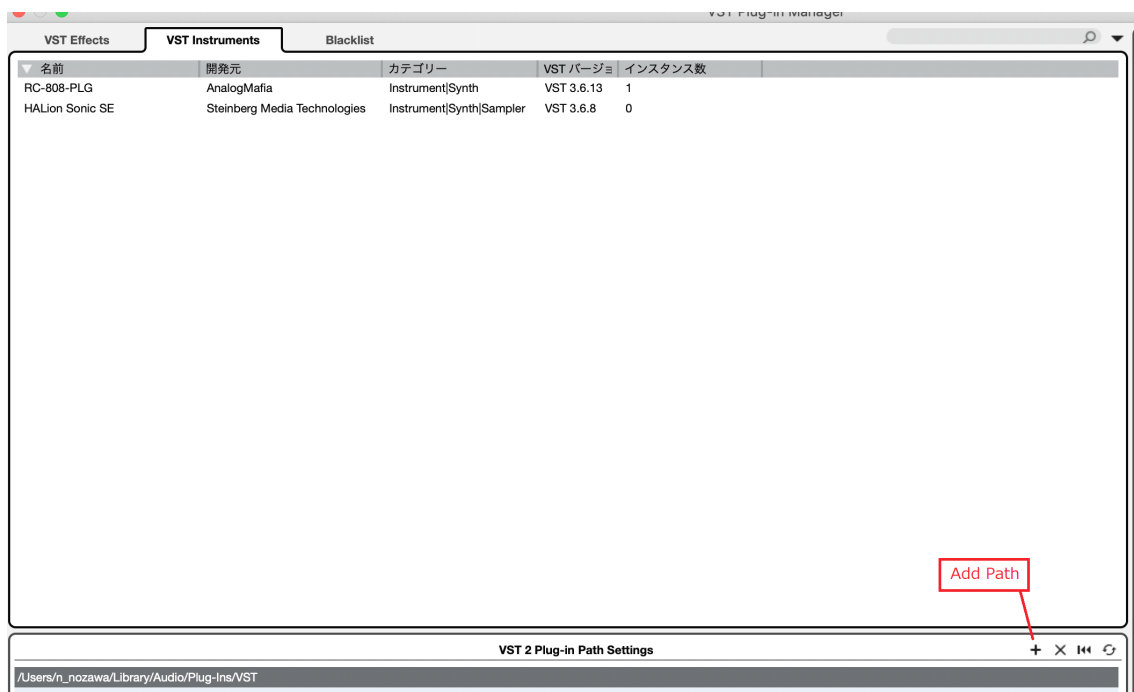 VST Plug-in Manager
VST Effects VST Instruments Blacklist
名前 開発元 カテゴリー VST バージョ インスタンス数
RC-808-PLG AnalogMafia Instrument|Synth VST 3.6.13 1
HALion Sonic SE Steinberg Media Technologies Instrument|Synth|Sampler VST 3.6.8 0
Add Path
VST 2 Plug-in Path Settings
/Users/n_nozawa/Library/Audio/Plug-Ins/VST